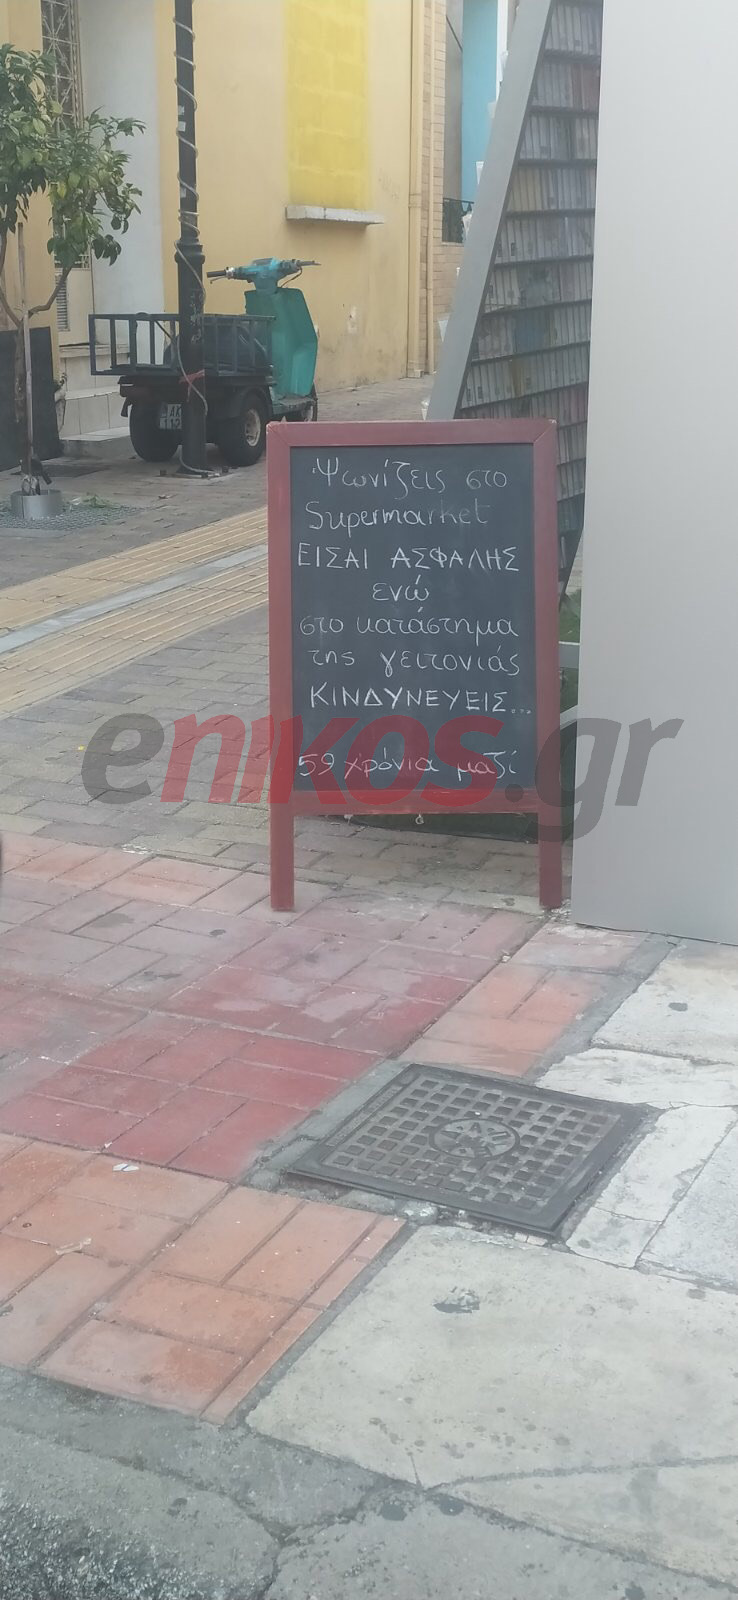 Ψωνίζεις στο
Supermarket
ΕΙΣΑΙ ΑΣΦΑΛΗΣ
ενώ
στο κατάστημα
της γειτονιάς
ΚΙΝΔΥΝΕΥΕΙΣ...
59 χρόνια μαζί
enikos.gr